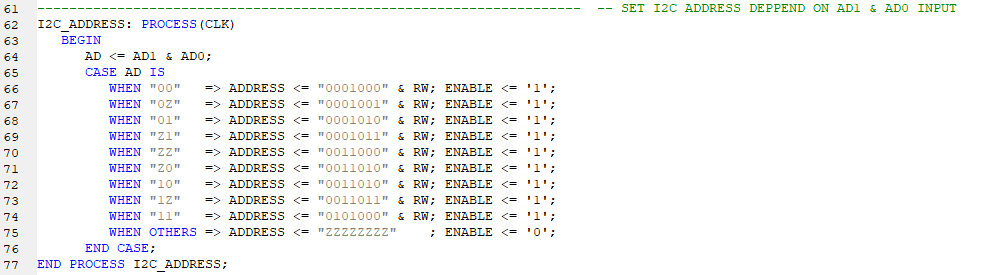 61 -------------------------------------------------------------------- -- SET I2C ADDRESS DEPPEND ON AD1 & AD0 INPUT
62 I2C_ADDRESS: PROCESS(CLK)
63    BEGIN
64       AD <= AD1 & AD0;
65       CASE AD IS
66          WHEN "00"   => ADDRESS <= "0001000" & RW; ENABLE <= '1';
67          WHEN "0Z"   => ADDRESS <= "0001001" & RW; ENABLE <= '1';
68          WHEN "01"   => ADDRESS <= "0001010" & RW; ENABLE <= '1';
69          WHEN "Z1"   => ADDRESS <= "0001011" & RW; ENABLE <= '1';
70          WHEN "ZZ"   => ADDRESS <= "0011000" & RW; ENABLE <= '1';
71          WHEN "Z0"   => ADDRESS <= "0011010" & RW; ENABLE <= '1';
72          WHEN "10"   => ADDRESS <= "0011010" & RW; ENABLE <= '1';
73          WHEN "1Z"   => ADDRESS <= "0011011" & RW; ENABLE <= '1';
74          WHEN "11"   => ADDRESS <= "0101000" & RW; ENABLE <= '1';
75          WHEN OTHERS => ADDRESS <= "ZZZZZZZZ"    ; ENABLE <= '0';
76       END CASE;
77 END PROCESS I2C_ADDRESS;